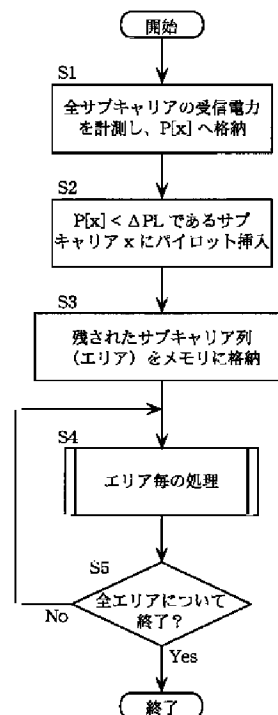 開始
S1
全サブキャリアの受信電力
を計測し、P[x] へ格納
S2
P[x] < ΔPL であるサブ
キャリア x にパイロット挿入
S3
残されたサブキャリア列
(エリア) をメモリに格納
S4
エリア毎の処理
S5
全エリアについて
終了?
No
Yes
終了